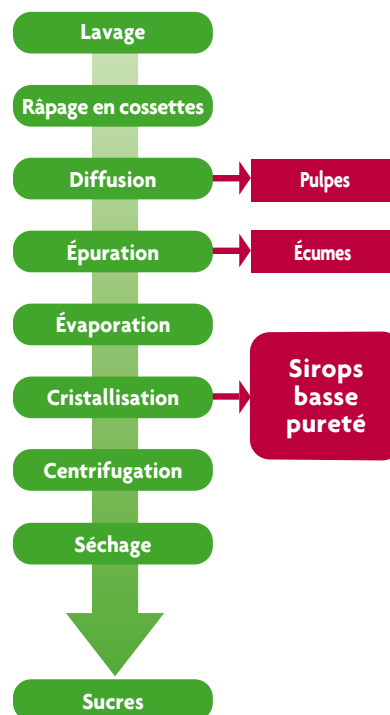 Lavage
Râpage en cossettes
Diffusion
Pulpes
Épuration
Écumes
Évaporation
Sirops
basse
pureté
Cristallisation
Centrifugation
Séchage
Sucres